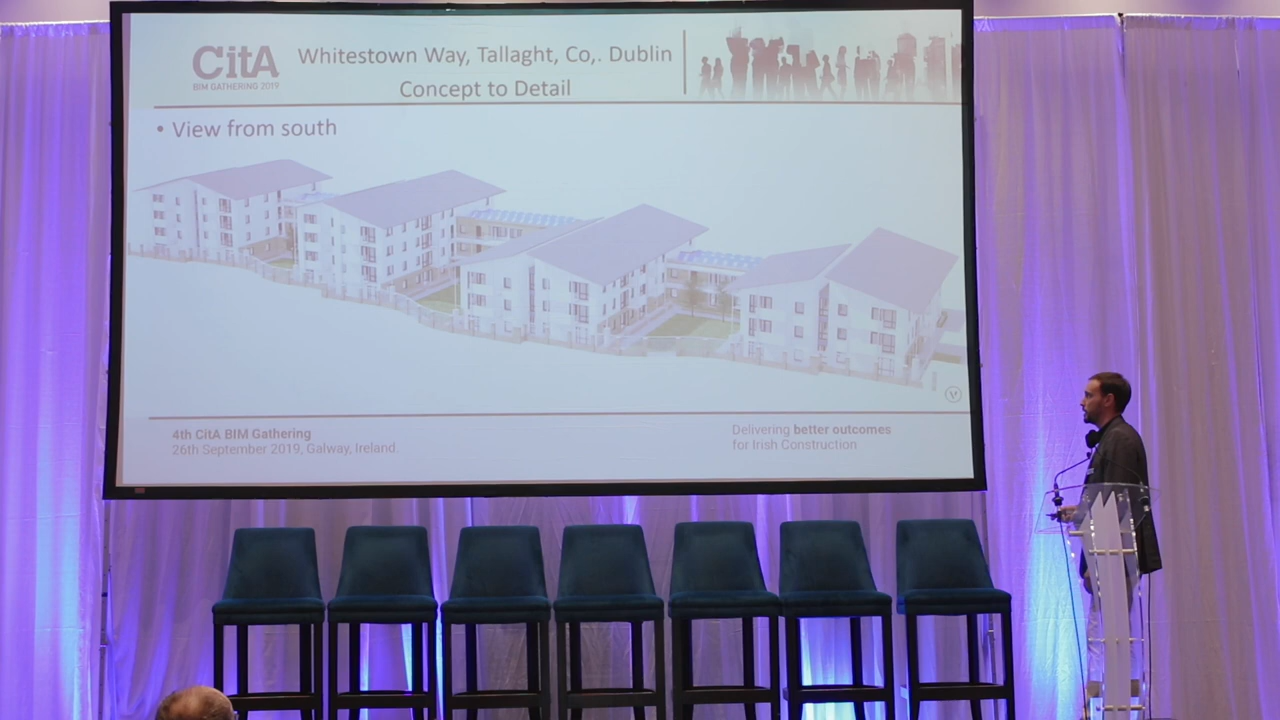 CitA
BIM GATHERING 2019
Whitestown Way, Tallaght, Co,. Dublin
Concept to Detail
• View from south
4th CitA BIM Gathering
26th September 2019, Galway, Ireland.
Delivering better outcomes
for Irish Construction